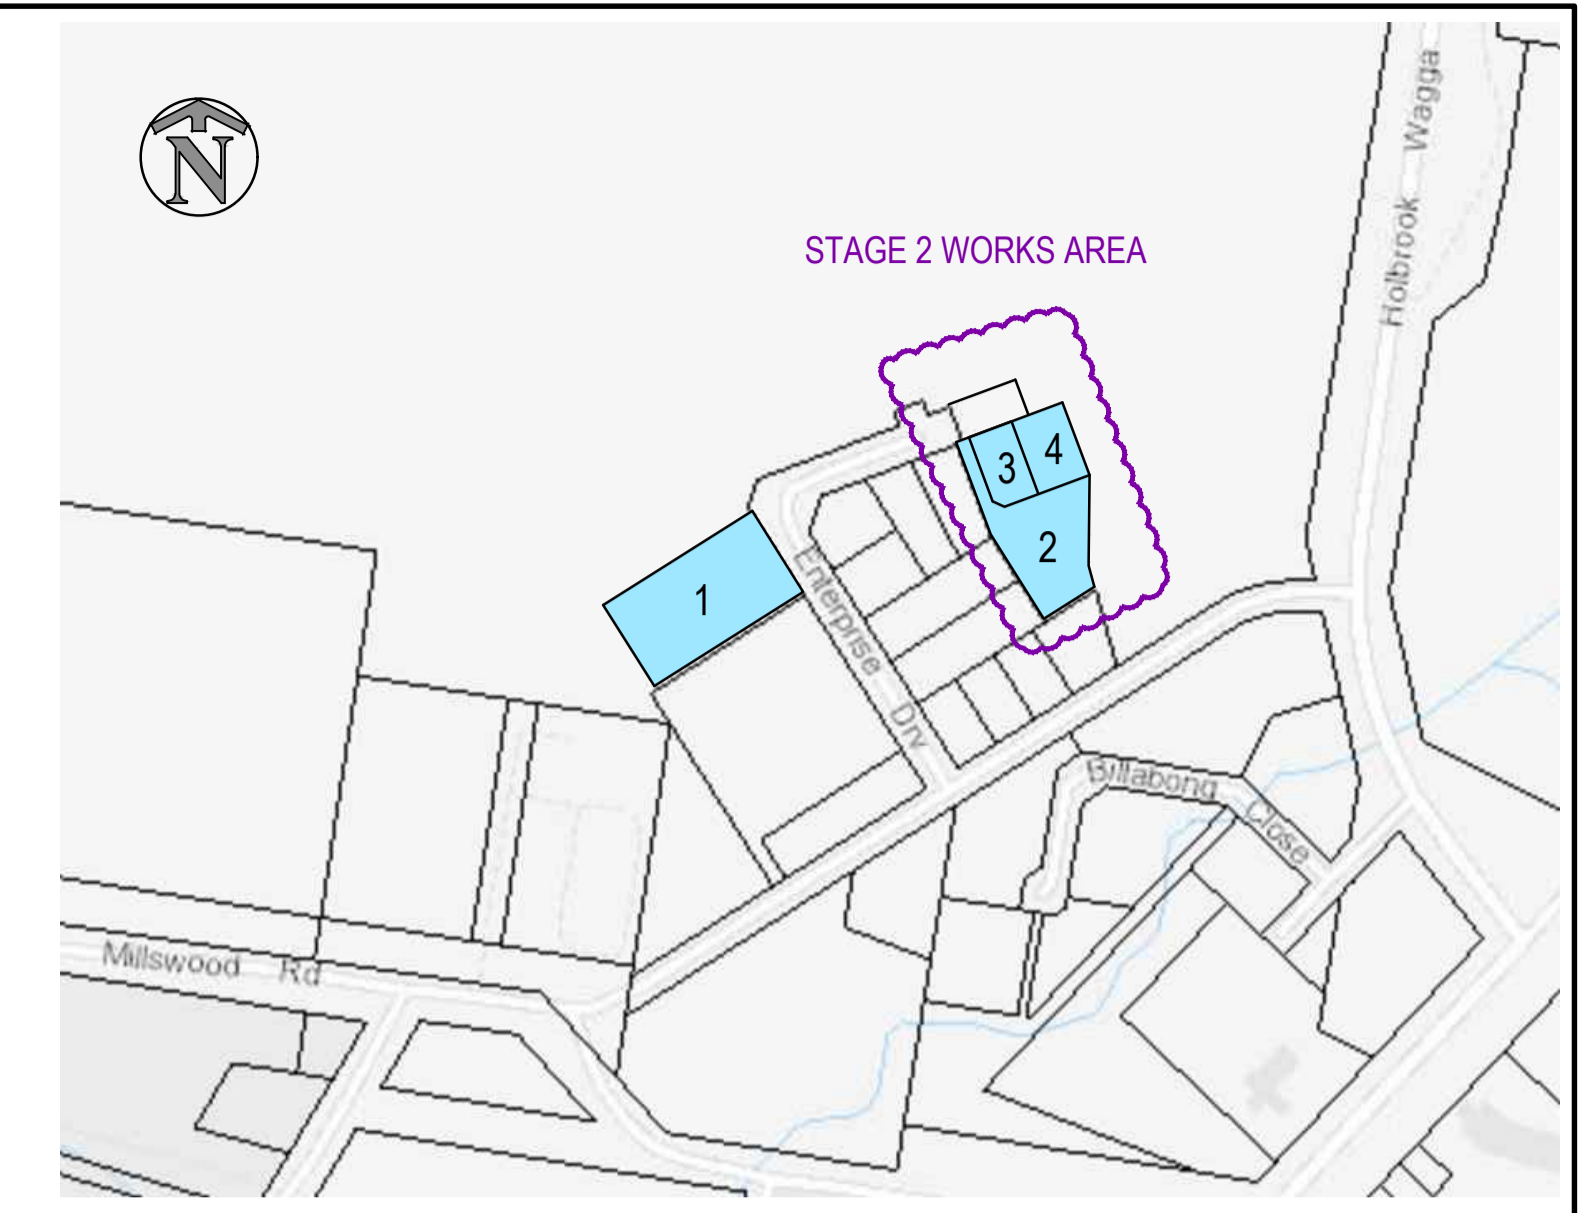 N
STAGE 2 WORKS AREA
Holbrook Wagga
3
4
2
1
Enterprise Drv
Billabong Close
Millswood Rd